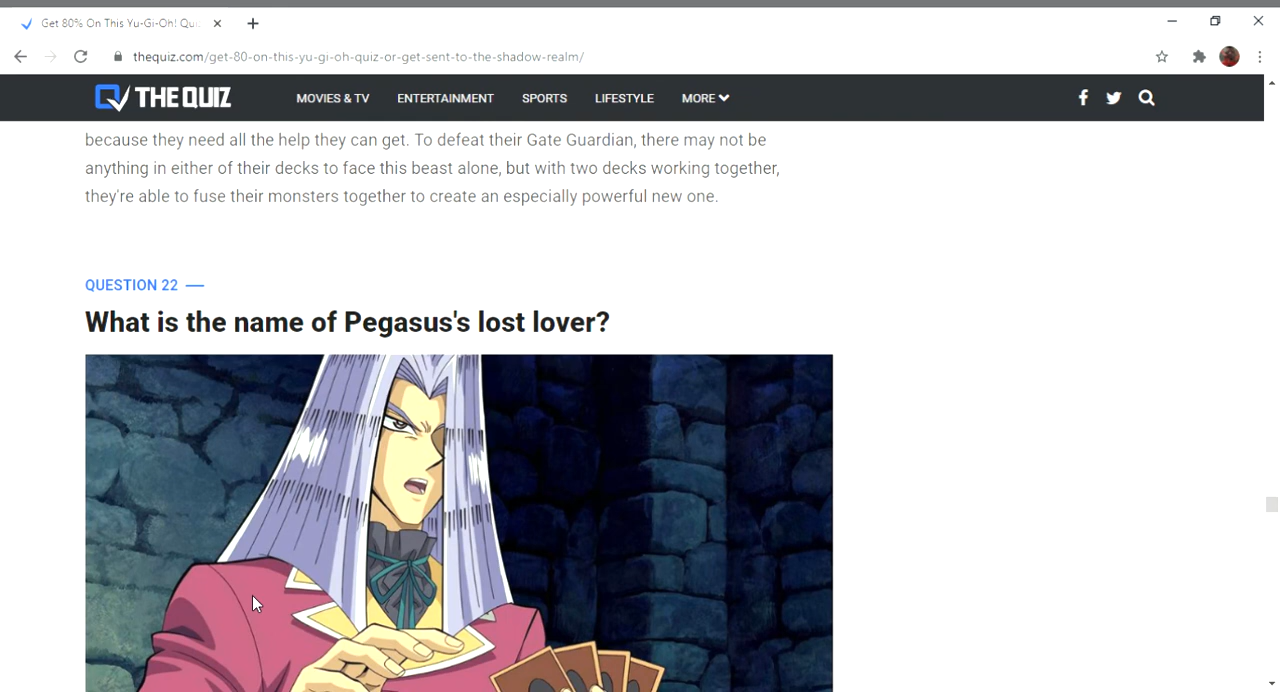 Get 80% On This Yu-Gi-Oh! Qu
thequiz.com/get-80-on-this-yu-gi-oh-quiz-or-get-sent-to-the-shadow-realm/
THE QUIZ MOVIES & TV ENTERTAINMENT SPORTS LIFESTYLE MORE
because they need all the help they can get. To defeat their Gate Guardian, there may not be
anything in either of their decks to face this beast alone, but with two decks working together,
they're able to fuse their monsters together to create an especially powerful new one.
QUESTION 22
What is the name of Pegasus's lost lover?